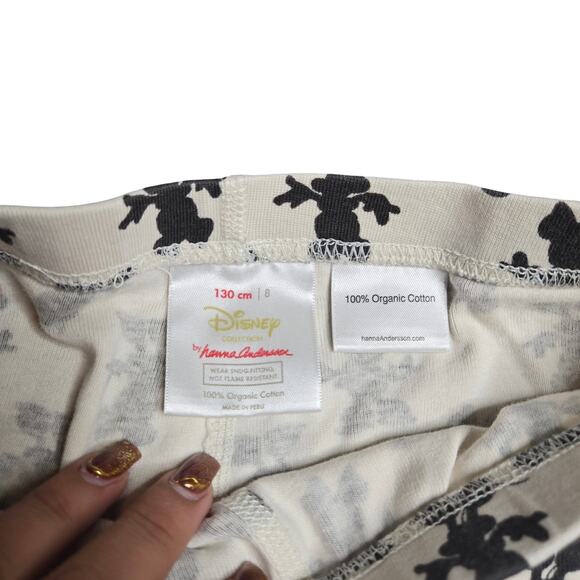 130 cm | 8
Disney
COLLECTION
by hanna Andersson
WEAR SNUG-FITTING,
NOT FLAME RESISTANT
100% Organic Cotton
MADE IN PERU
100% Organic Cotton
hannaAndersson.com